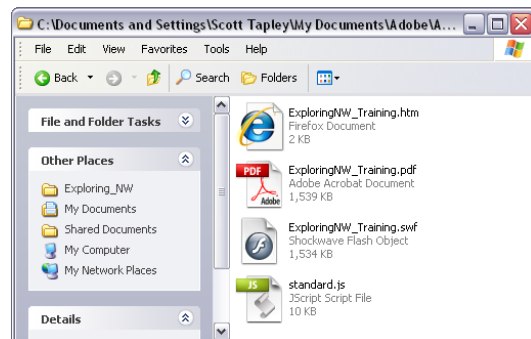 C:\Documents and Settings\Scott Tapley\My Documents\Adobe\A...
File Edit View Favorites Tools Help
Back Search Folders
File and Folder Tasks
Other Places
Exploring_NW
My Documents
Shared Documents
My Computer
My Network Places
Details
ExploringNW_Training.htm
Firefox Document
2 KB
PDF
Adobe
ExploringNW_Training.pdf
Adobe Acrobat Document
1,539 KB
ExploringNW_Training.swf
Shockwave Flash Object
1,534 KB
JS
standard.js
JScript Script File
10 KB